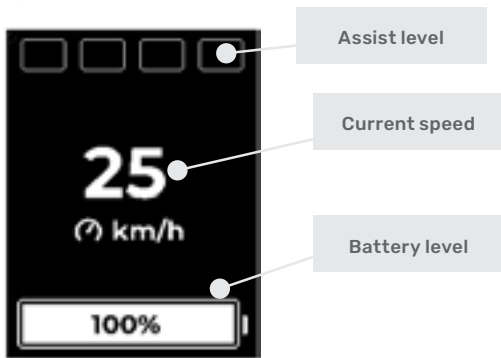 Assist level
Current speed
25
km/h
Battery level
100%